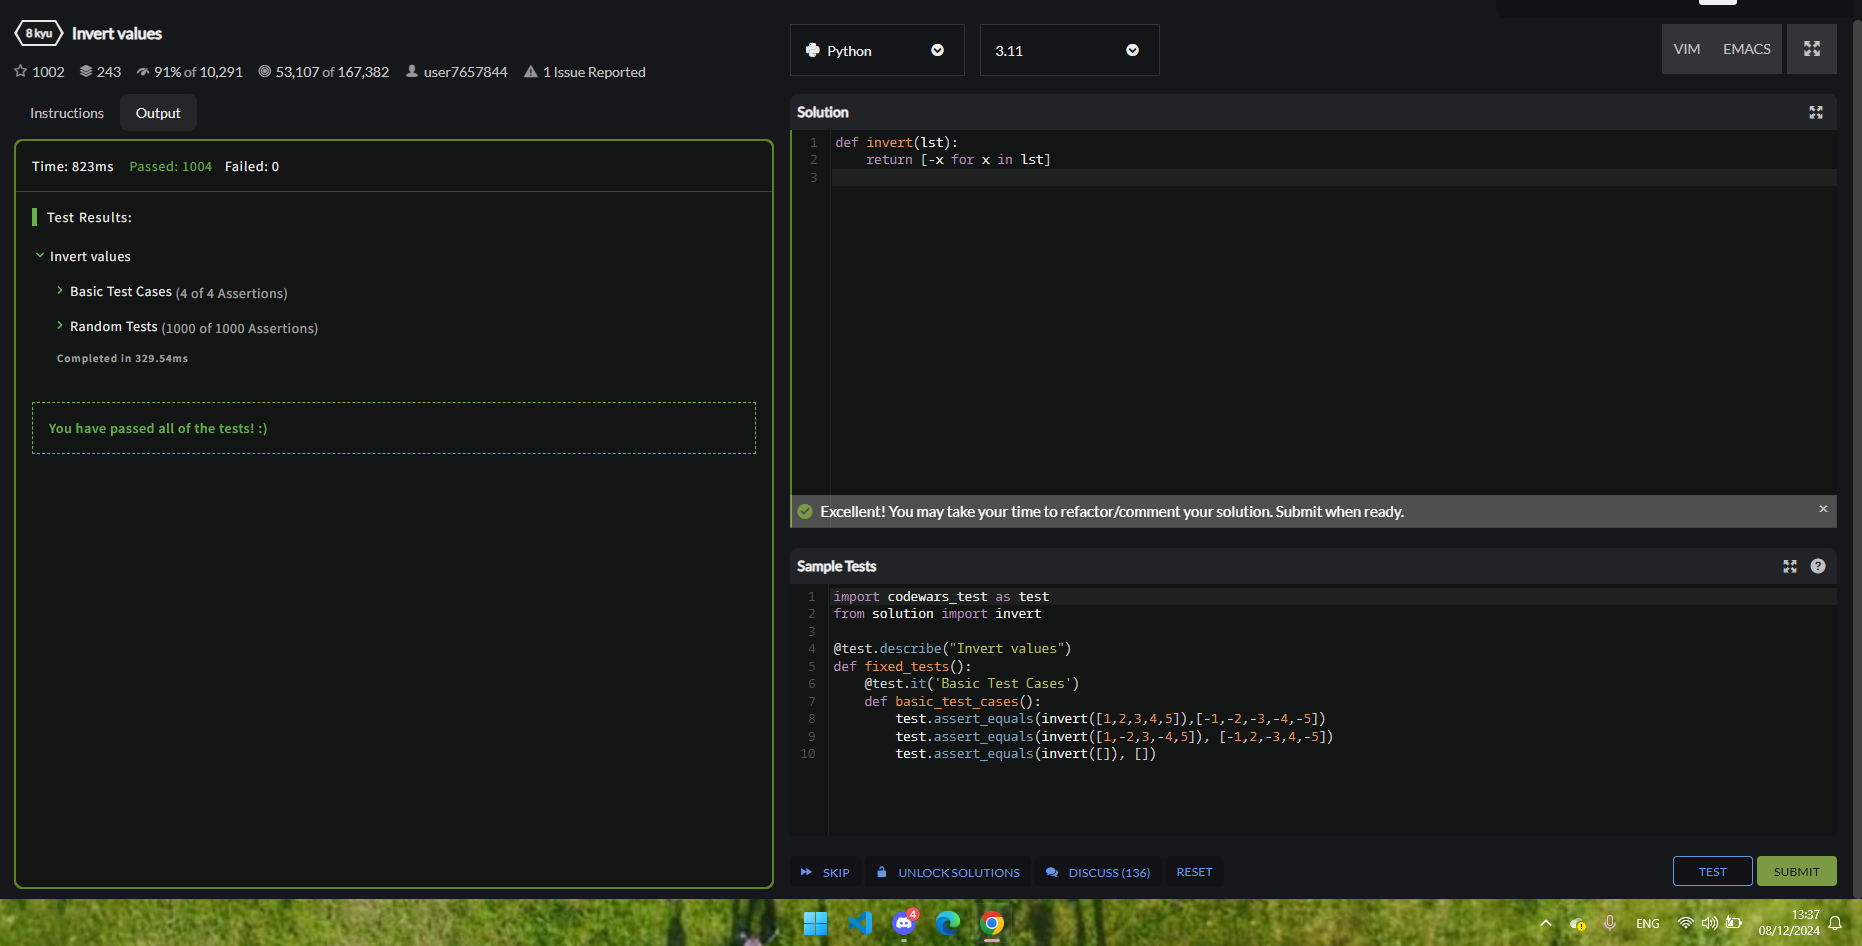 8 kyu Invert values
1002 243 91% of 10,291 53,107 of 167,382 user7657844 1 Issue Reported
Instructions Output
Time: 823ms Passed: 1004 Failed: 0
Test Results:
Invert values
Basic Test Cases (4 of 4 Assertions)
Random Tests (1000 of 1000 Assertions)
Completed in 329.54ms
You have passed all of the tests! :)
Python 3.11 VIM EMACS
Solution
1 def invert(lst):
2     return [-x for x in lst]
3
Excellent! You may take your time to refactor/comment your solution. Submit when ready. ×
Sample Tests ?
1 import codewars_test as test
2 from solution import invert
3
4 @test.describe("Invert values")
5 def fixed_tests():
6     @test.it('Basic Test Cases')
7     def basic_test_cases():
8         test.assert_equals(invert([1,2,3,4,5]),[-1,-2,-3,-4,-5])
9         test.assert_equals(invert([1,-2,3,-4,5]), [-1,2,-3,4,-5])
10         test.assert_equals(invert([]), [])
SKIP UNLOCK SOLUTIONS DISCUSS (136) RESET TEST SUBMIT
4
ENG
13:37
08/12/2024